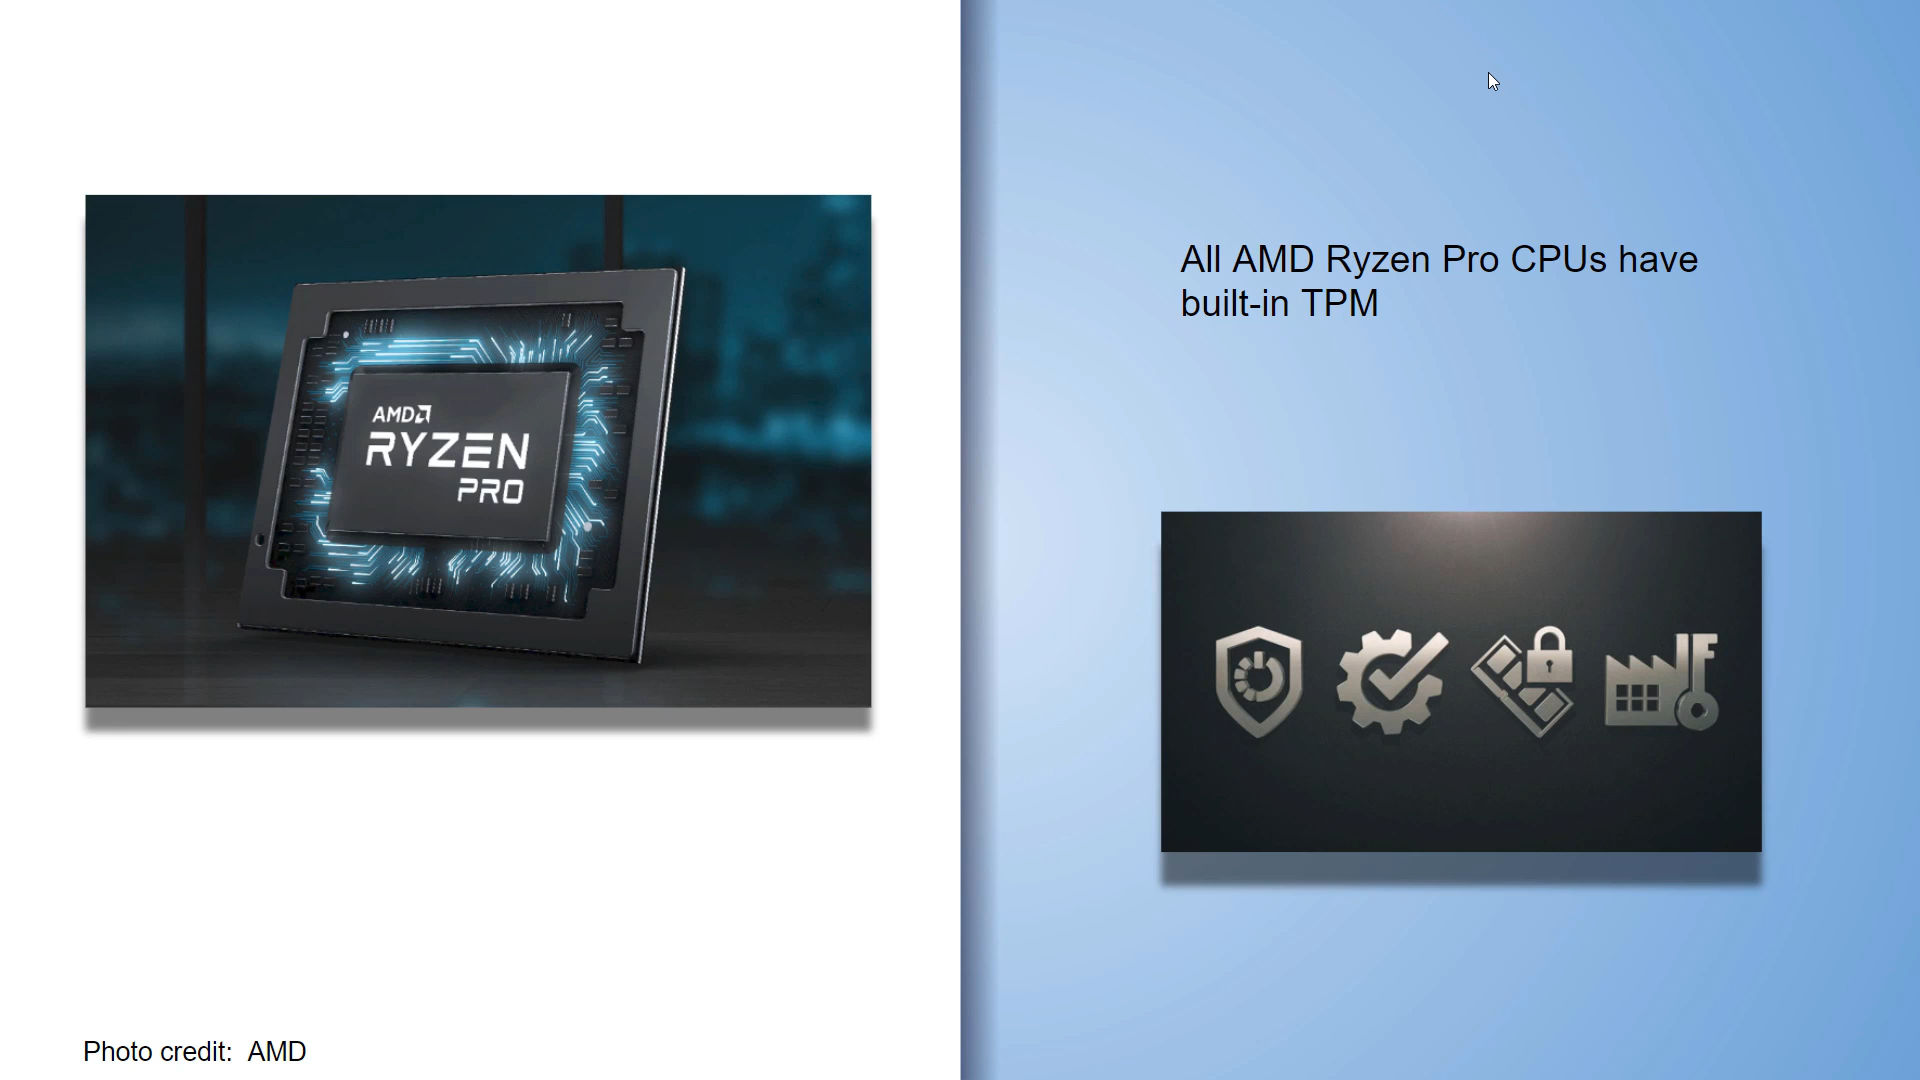 AMD
RYZEN
PRO
All AMD Ryzen Pro CPUs have
built-in TPM
Photo credit:  AMD